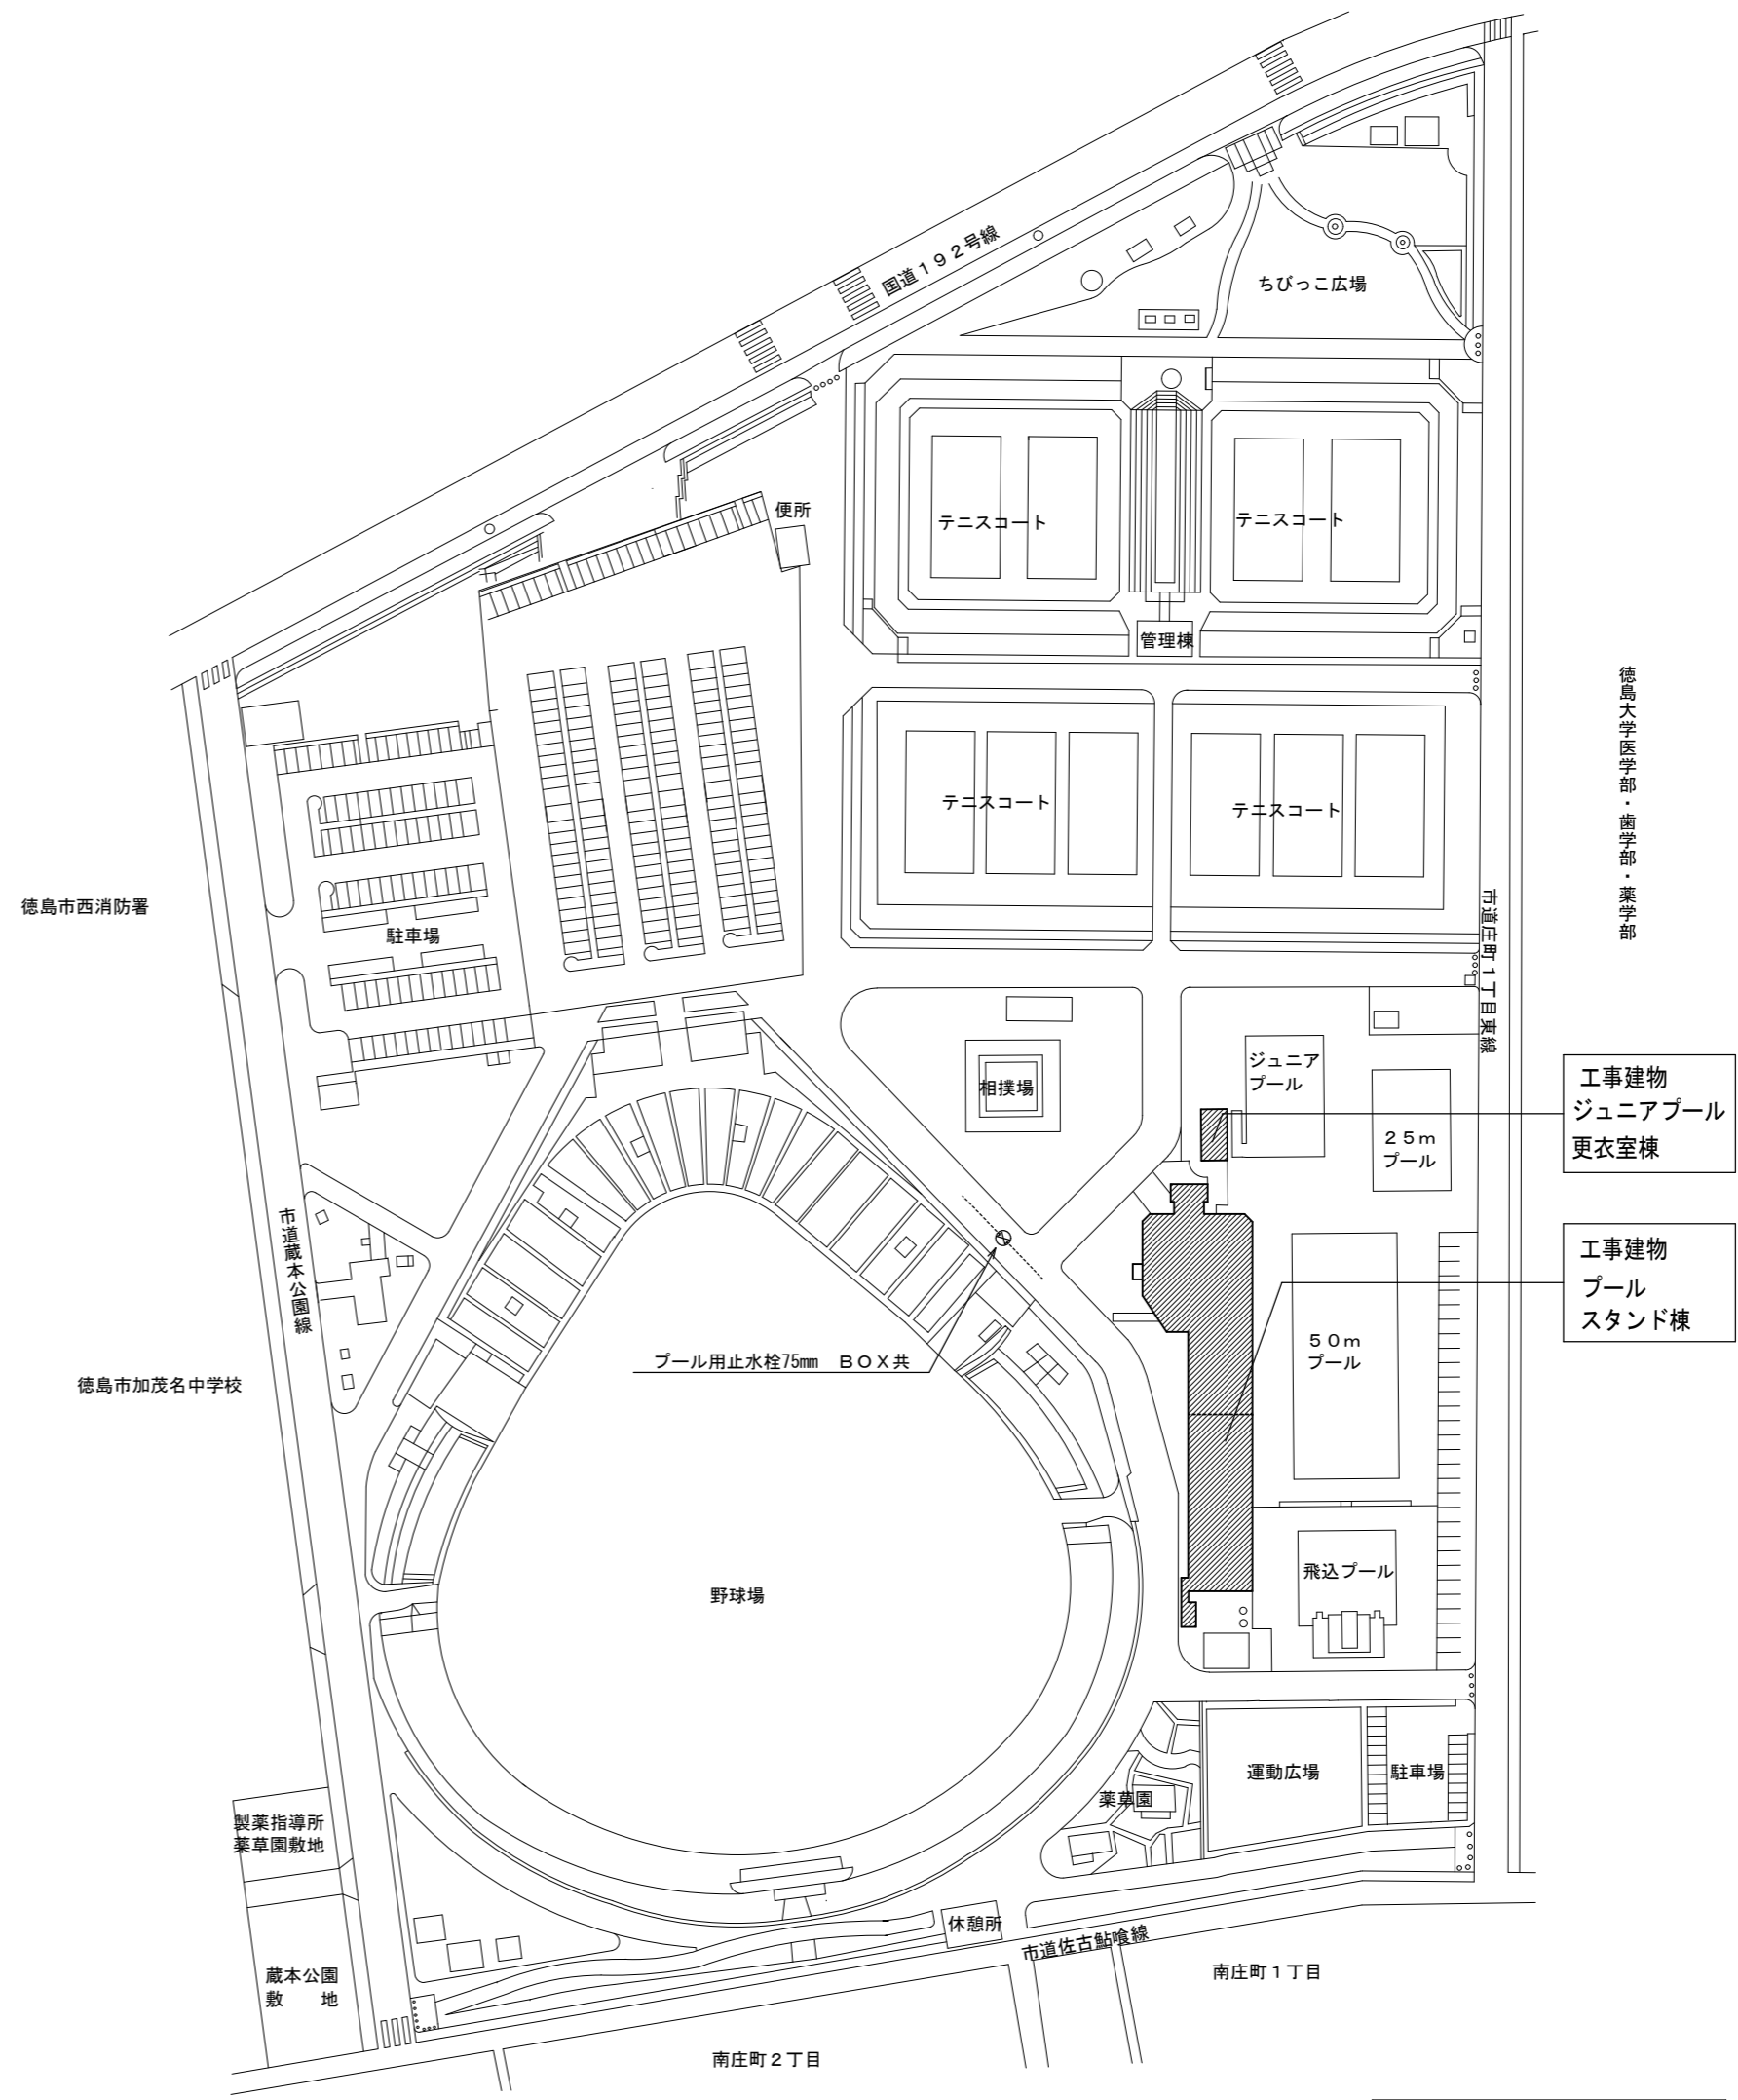 国道１９２号線
ちびっこ広場
便所
テニスコート
テニスコート
管理棟
徳島大学医学部・歯学部・薬学部
テニスコート
テニスコート
市道庄町１丁目東線
徳島市西消防署
駐車場
ジュニア
プール
相撲場
２５ｍ
プール
工事建物
ジュニアプール
更衣室棟
市道蔵本公園線
工事建物
プール
スタンド棟
５０ｍ
プール
プール用止水栓75mm　ＢＯＸ共
徳島市加茂名中学校
野球場
飛込プール
運動広場
駐車場
薬草園
製薬指導所
薬草園敷地
休憩所
市道佐古鮎喰線
蔵本公園
敷　　地
南庄町１丁目
南庄町２丁目